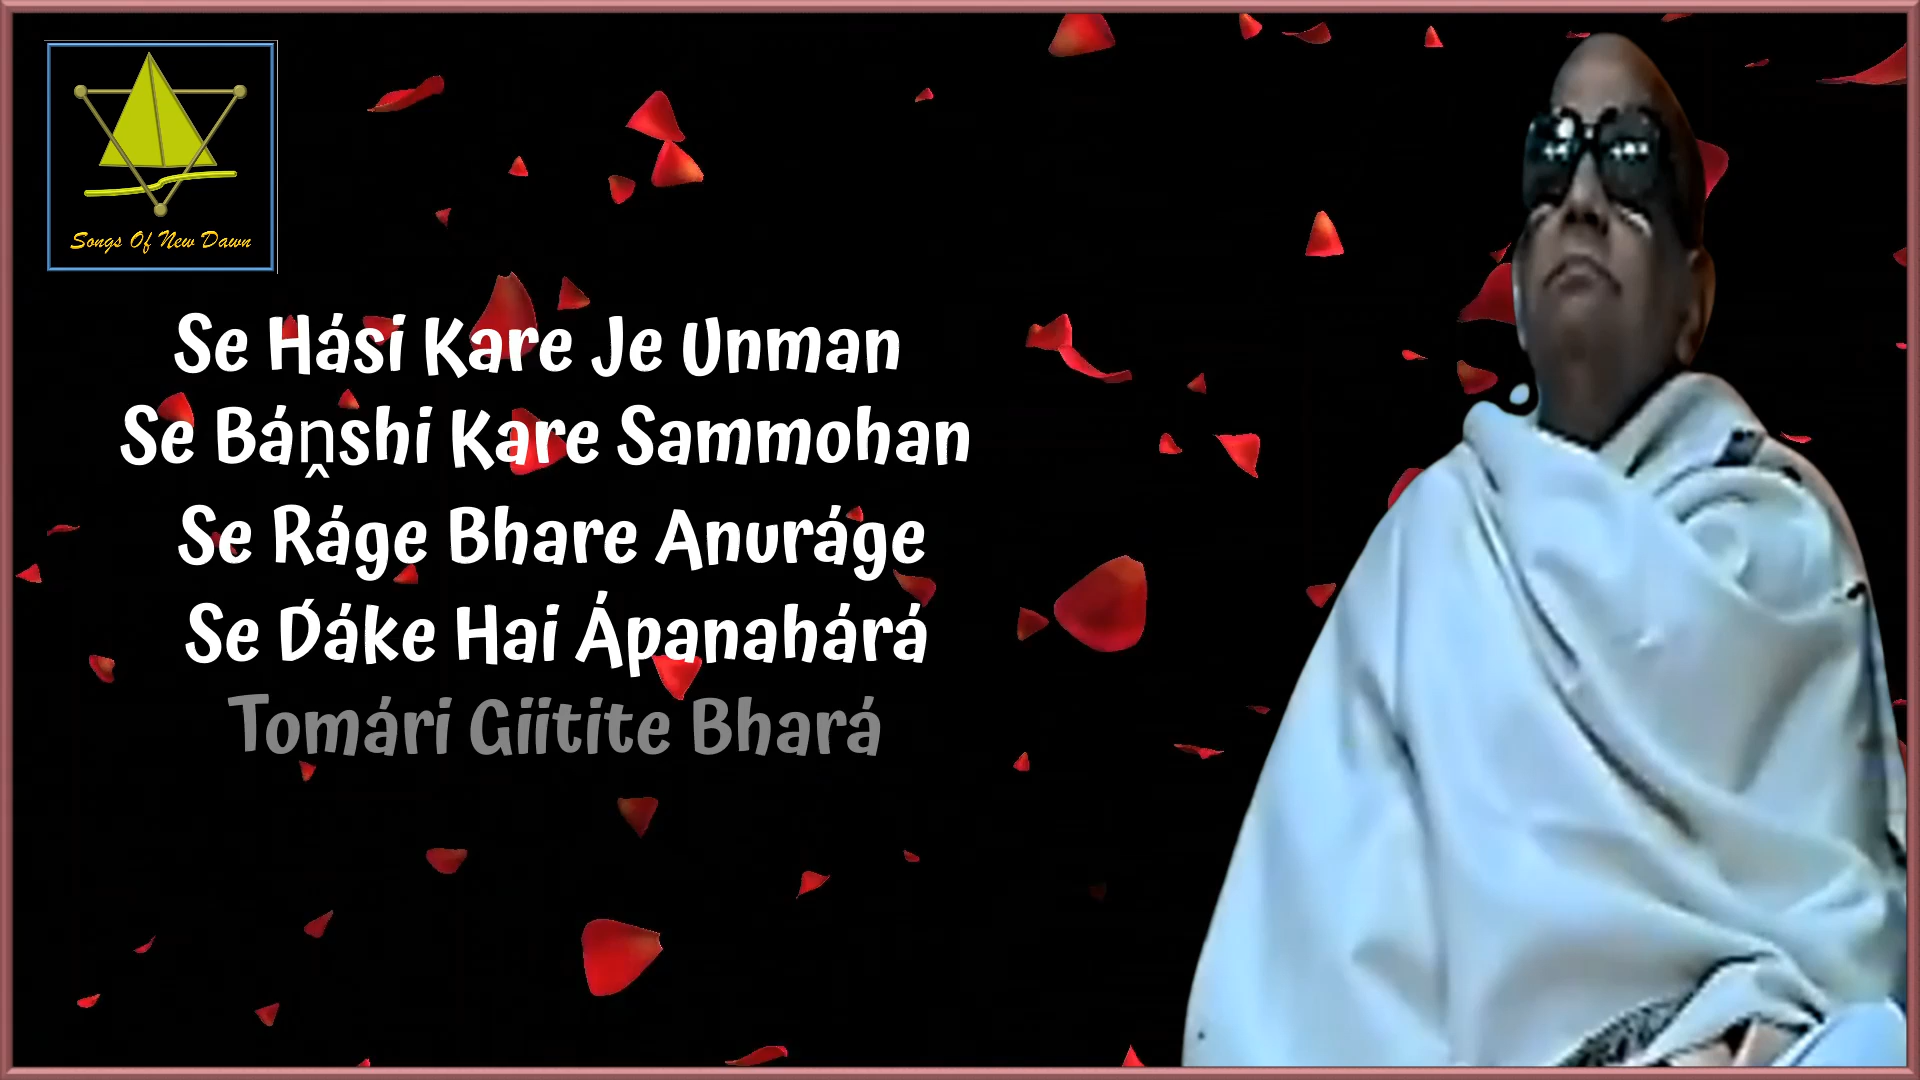 Songs Of New Dawn
Se Hási Kare Je Unman
Se Báṋshi Kare Sammohan
Se Ráge Bhare Anuráge
Se D́áke Hai Ápanahárá
Tomári Giitite Bhará